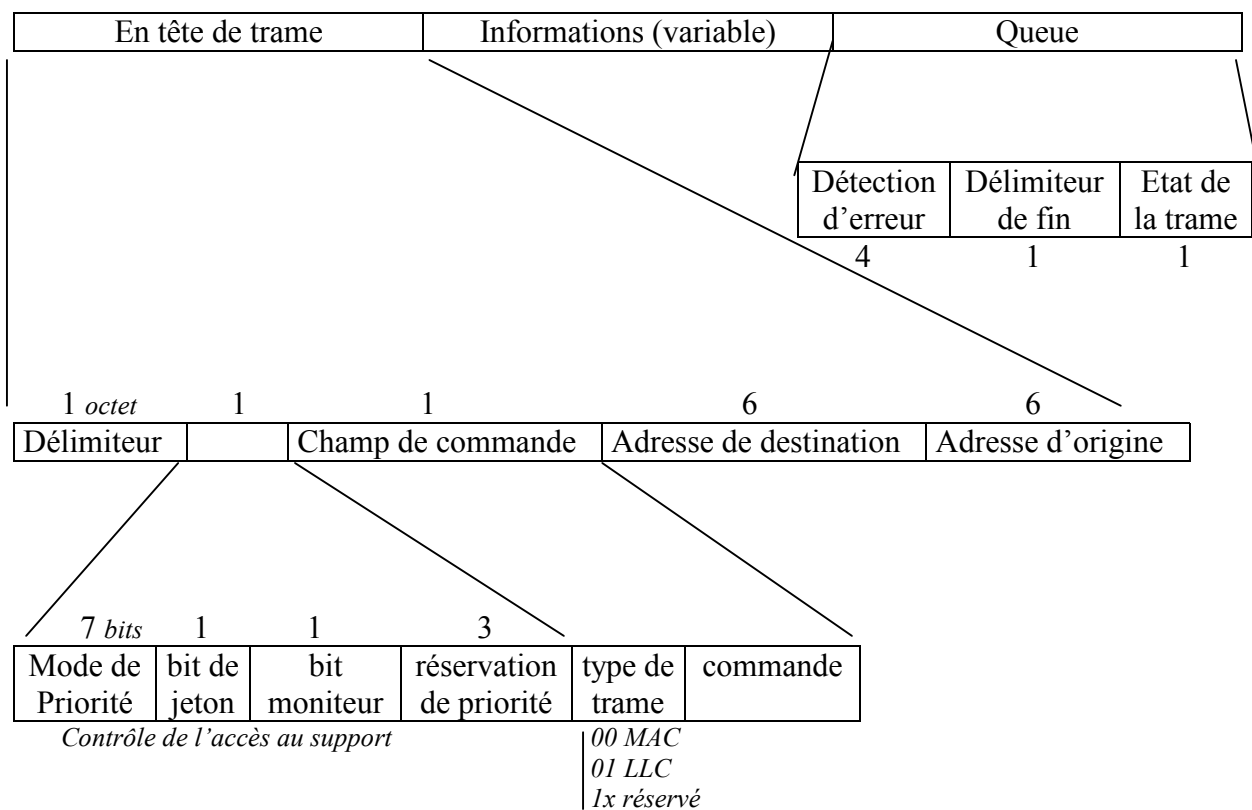 En tête de trame Informations (variable) Queue
Détection Délimiteur Etat de
d’erreur de fin la trame
4 1 1
1 octet 1 1 6 6
Délimiteur Champ de commande Adresse de destination Adresse d'origine
7 bits 1 1 3
Mode de bit de bit réservation type de commande
Priorité jeton moniteur de priorité trame
Contrôle de l’accès au support 00 MAC
01 LLC
1x réservé